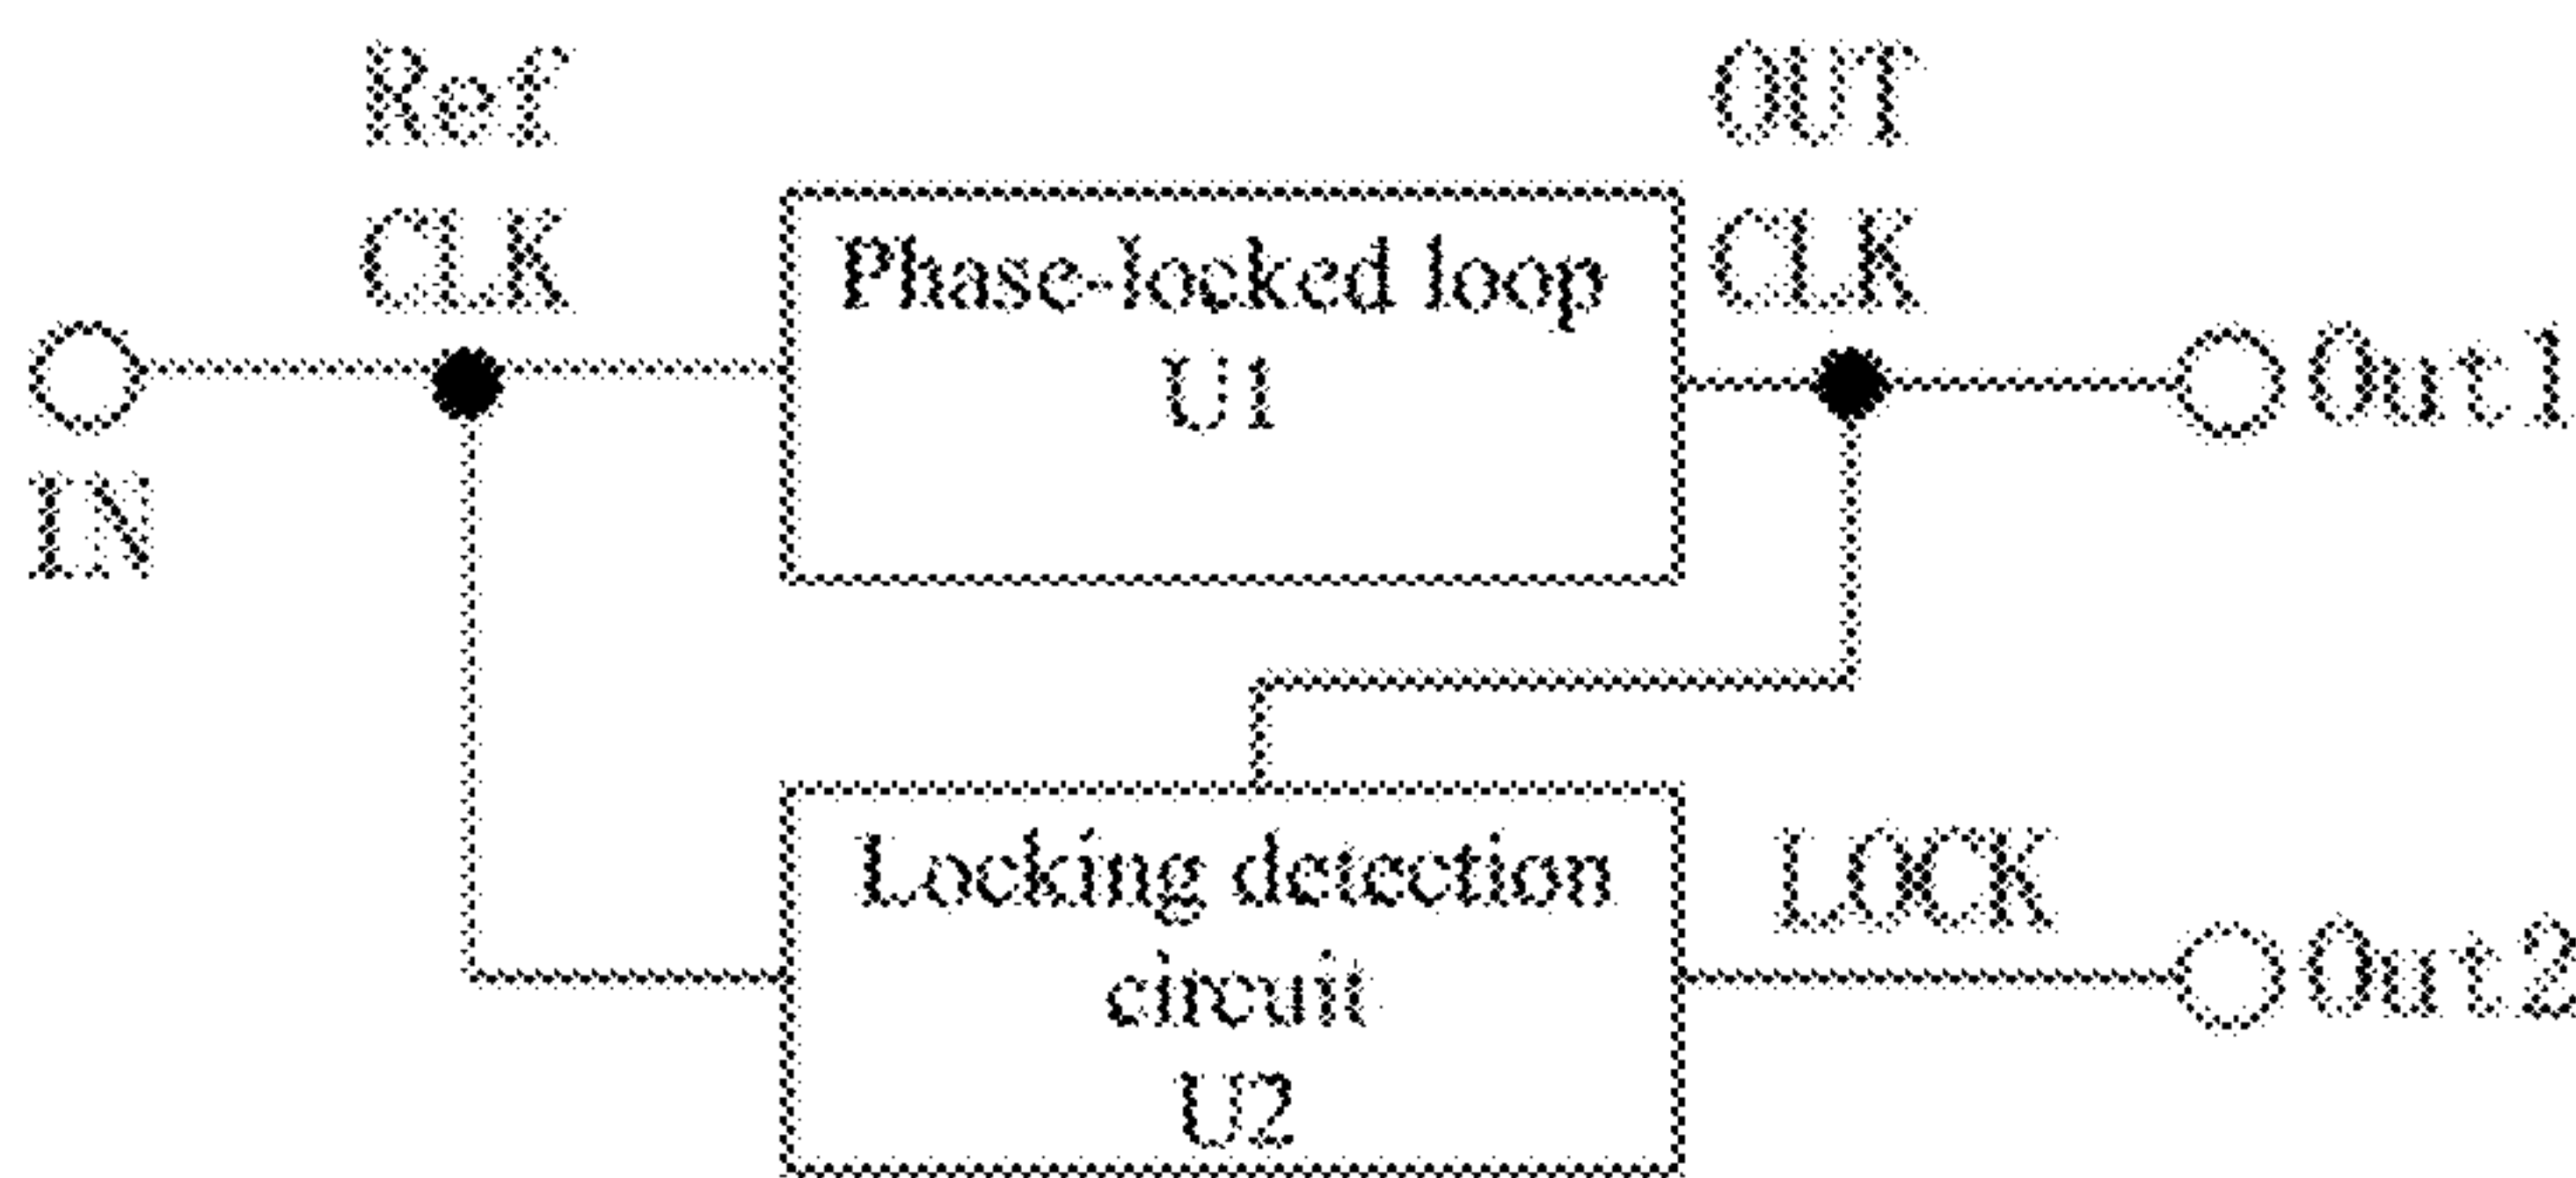 Ref
CLK
OUT
CLK
Phase-locked loop
U1
IN
Out1
Locking detection
circuit
U2
LOCK
Out2